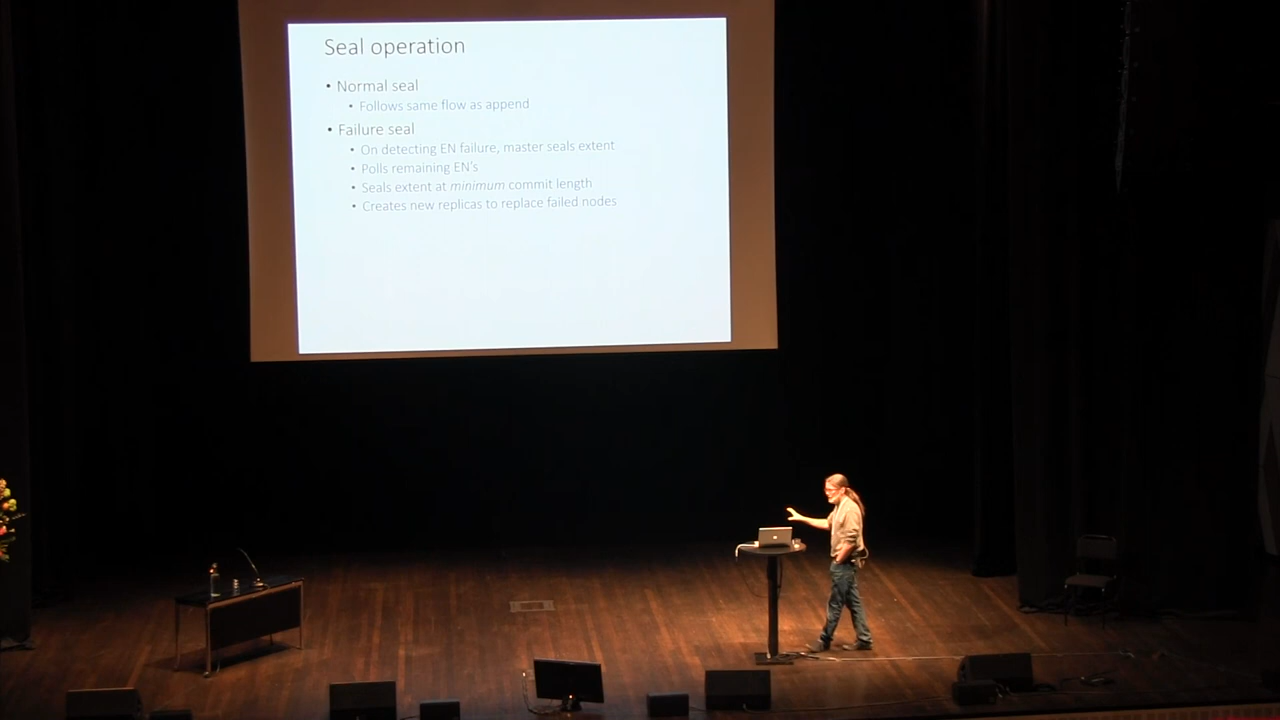 Seal operation
• Normal seal
• Follows same flow as append
• Failure seal
• On detecting EN failure, master seals extent
• Polls remaining EN's
• Seals extent at minimum commit length
• Creates new replicas to replace failed nodes